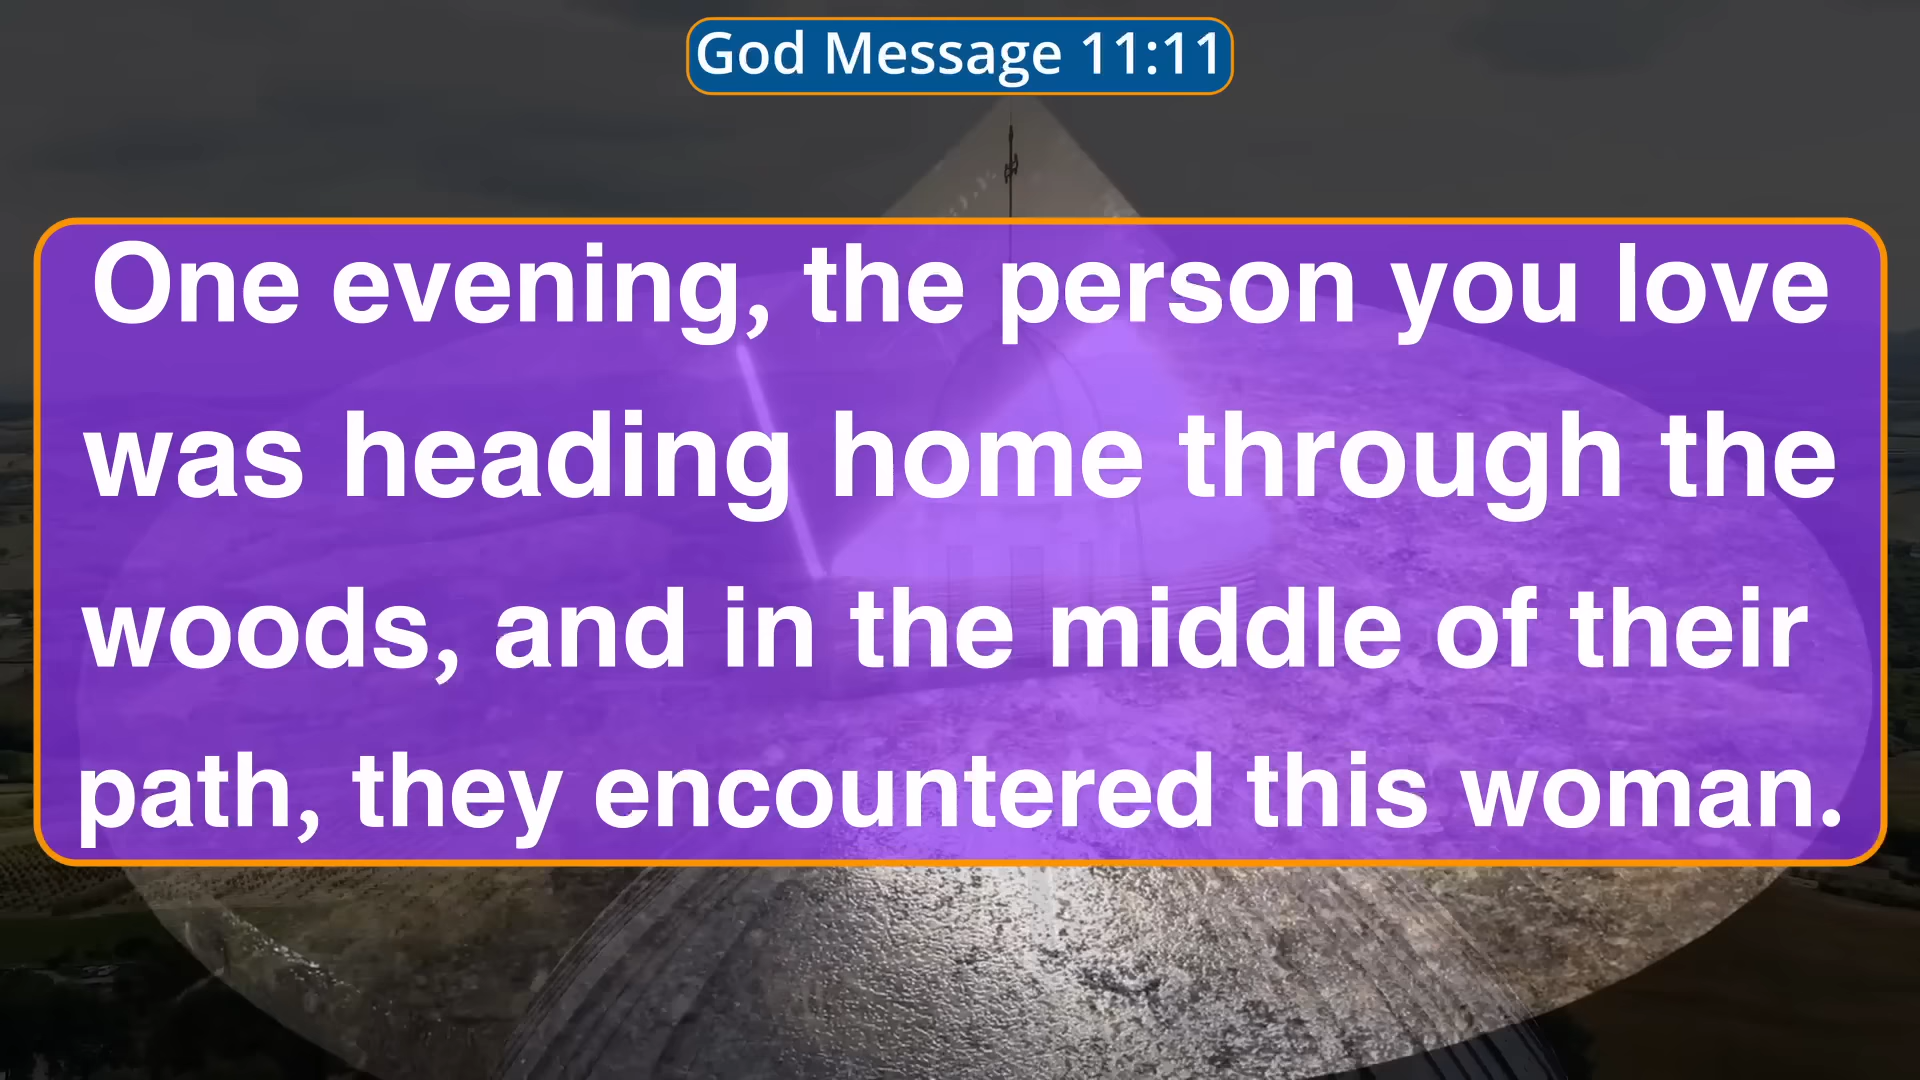 God Message 11:11
One evening, the person you love
was heading home through the
woods, and in the middle of their
path, they encountered this woman.